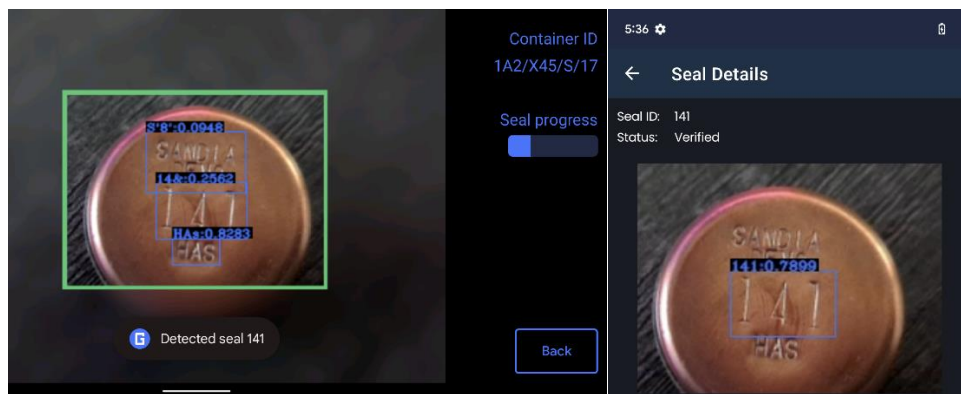 Container ID
1A2/X45/S/17
Seal progress
S'8':0.0948
SANDIA
14&:0.2562
141
HAs:0.8283
HAS
G Detected seal 141
Back
5:36
Seal Details
Seal ID: 141
Status: Verified
SANDIA
141:0.7899
141
HAS